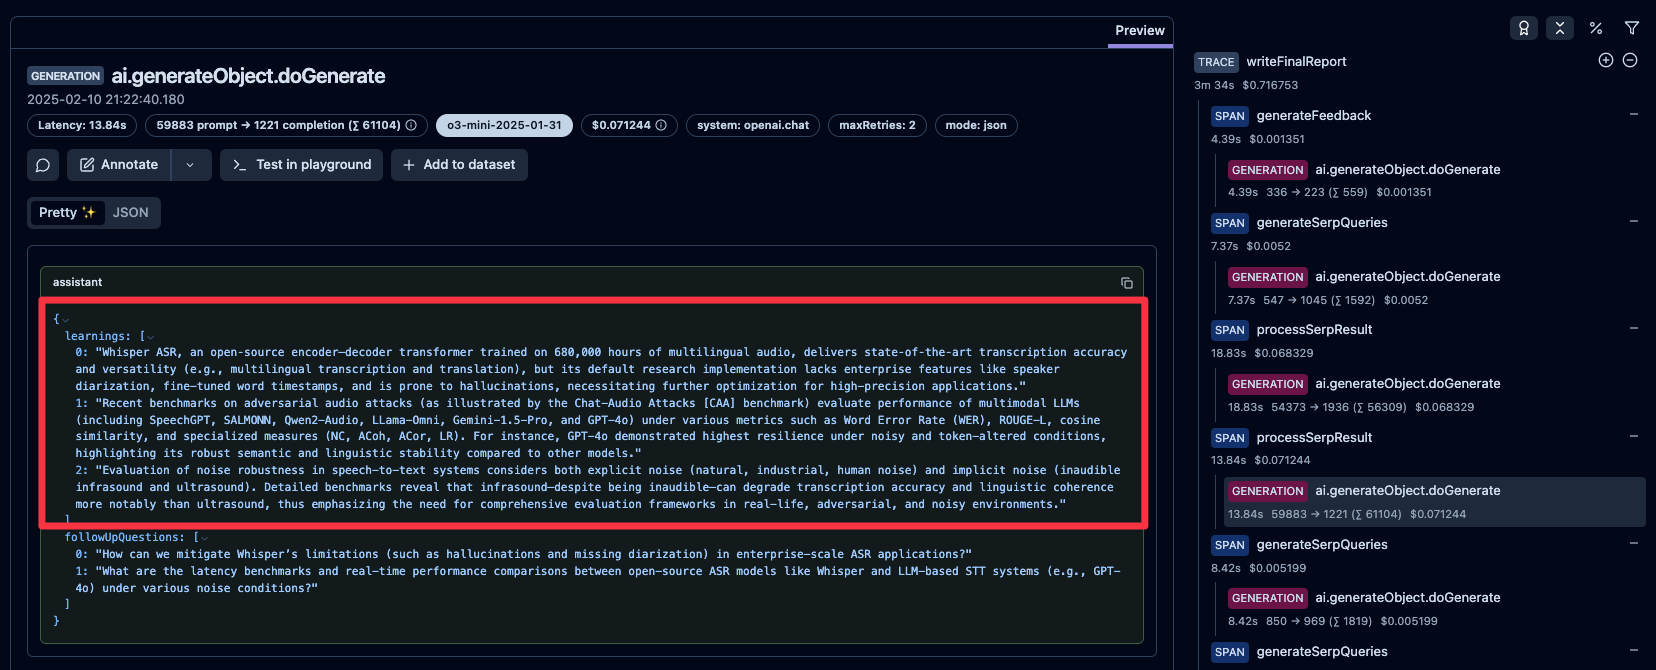 Preview
GENERATION ai.generateObject.doGenerate
2025-02-10 21:22:40.180
Latency: 13.84s 59883 prompt → 1221 completion (∑ 61104) o3-mini-2025-01-31 $0.071244 system: openai.chat maxRetries: 2 mode: json
Annotate Test in playground Add to dataset
Pretty ✨ JSON
assistant
{
learnings: [
0: "Whisper ASR, an open-source encoder–decoder transformer trained on 680,000 hours of multilingual audio, delivers state-of-the-art transcription accuracy
and versatility (e.g., multilingual transcription and translation), but its default research implementation lacks enterprise features like speaker
diarization, fine-tuned word timestamps, and is prone to hallucinations, necessitating further optimization for high-precision applications."
1: "Recent benchmarks on adversarial audio attacks (as illustrated by the Chat-Audio Attacks [CAA] benchmark) evaluate performance of multimodal LLMs
(including SpeechGPT, SALMONN, Qwen2-Audio, LLama-Omni, Gemini-1.5-Pro, and GPT-4o) under various metrics such as Word Error Rate (WER), ROUGE-L, cosine
similarity, and specialized measures (NC, ACoh, ACor, LR). For instance, GPT-4o demonstrated highest resilience under noisy and token-altered conditions,
highlighting its robust semantic and linguistic stability compared to other models."
2: "Evaluation of noise robustness in speech-to-text systems considers both explicit noise (natural, industrial, human noise) and implicit noise (inaudible
infrasound and ultrasound). Detailed benchmarks reveal that infrasound—despite being inaudible—can degrade transcription accuracy and linguistic coherence
more notably than ultrasound, thus emphasizing the need for comprehensive evaluation frameworks in real-life, adversarial, and noisy environments."
]
followUpQuestions: [
0: "How can we mitigate Whisper’s limitations (such as hallucinations and missing diarization) in enterprise-scale ASR applications?"
1: "What are the latency benchmarks and real-time performance comparisons between open-source ASR models like Whisper and LLM-based STT systems (e.g., GPT-
4o) under various noise conditions?"
]
}
TRACE writeFinalReport
3m 34s $0.716753
SPAN generateFeedback
4.39s $0.001351
GENERATION ai.generateObject.doGenerate
4.39s 336 → 223 (∑ 559) $0.001351
SPAN generateSerpQueries
7.37s $0.0052
GENERATION ai.generateObject.doGenerate
7.37s 547 → 1045 (∑ 1592) $0.0052
SPAN processSerpResult
18.83s $0.068329
GENERATION ai.generateObject.doGenerate
18.83s 54373 → 1936 (∑ 56309) $0.068329
SPAN processSerpResult
13.84s $0.071244
GENERATION ai.generateObject.doGenerate
13.84s 59883 → 1221 (∑ 61104) $0.071244
SPAN generateSerpQueries
8.42s $0.005199
GENERATION ai.generateObject.doGenerate
8.42s 850 → 969 (∑ 1819) $0.005199
SPAN generateSerpQueries